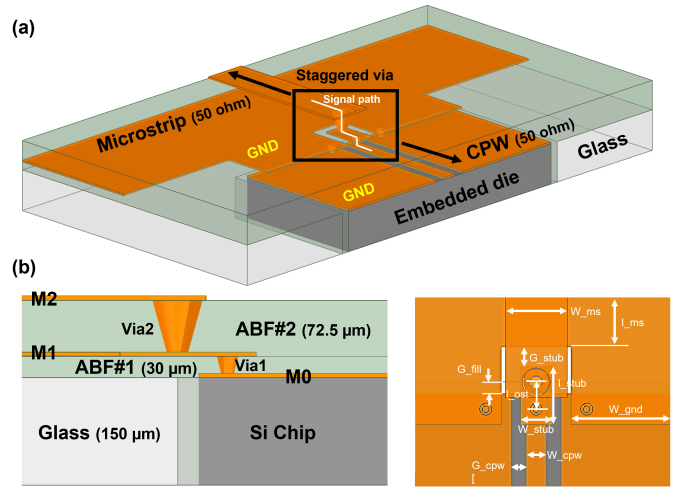 (a)
Staggered via
Signal path
Microstrip (50 ohm)
GND
CPW (50 ohm)
Glass
GND
Embedded die
(b)
M2
Via2
ABF#2 (72.5 μm)
M1
ABF#1 (30 μm)
Via1
M0
Glass (150 μm)
Si Chip
W_ms
l_ms
G_stub
G_fill
l_ost
l_stub
W_gnd
W_stub
W_cpw
G_cpw
[